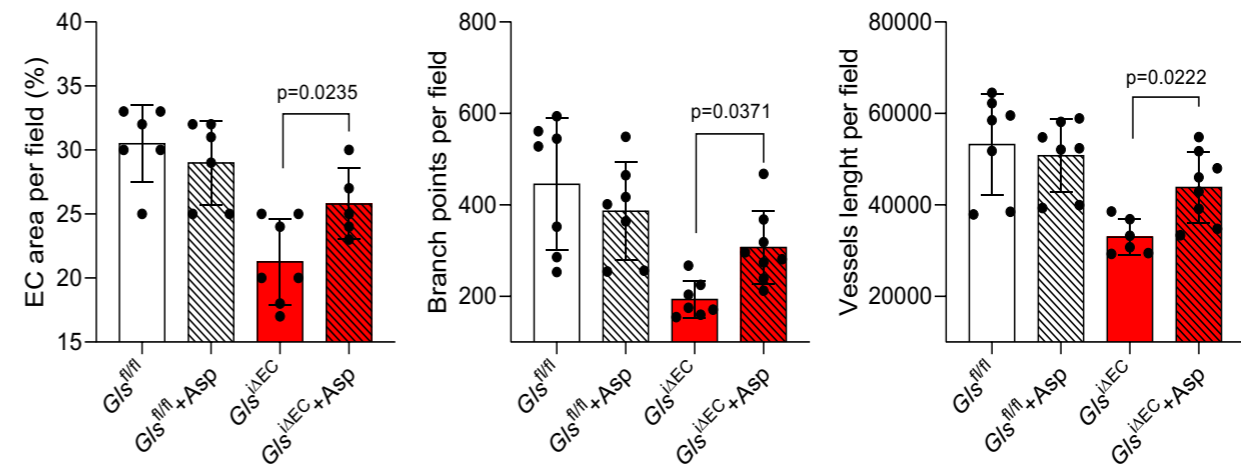 EC area per field (%)
40
35
30
25
20
15
p=0.0235
Gls^fl/fl
Gls^fl/fl+Asp
Gls^iΔEC
Gls^iΔEC+Asp
Branch points per field
800
600
400
200
p=0.0371
Gls^fl/fl
Gls^fl/fl+Asp
Gls^iΔEC
Gls^iΔEC+Asp
Vessels lenght per field
80000
60000
40000
20000
p=0.0222
Gls^fl/fl
Gls^fl/fl+Asp
Gls^iΔEC
Gls^iΔEC+Asp